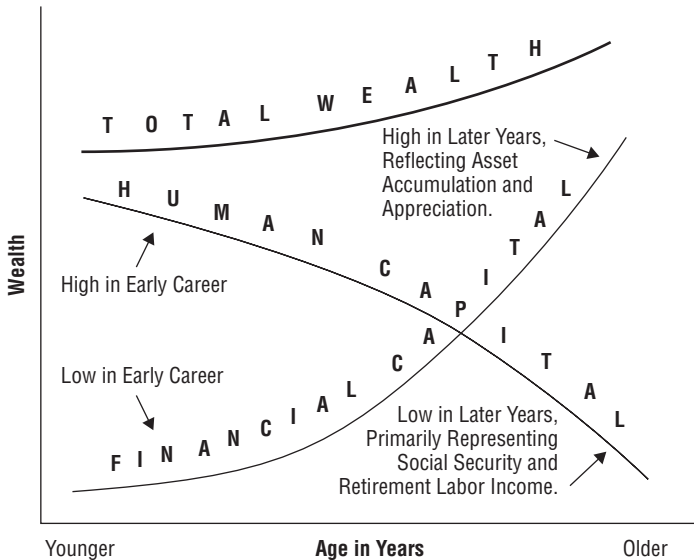 TOTAL WEALTH
High in Later Years,
Reflecting Asset
Accumulation and
Appreciation.
HUMAN CAPITAL
High in Early Career
Wealth
Low in Early Career
FINANCIAL CAPITAL
Low in Later Years,
Primarily Representing
Social Security and
Retirement Labor Income.
Younger
Age in Years
Older